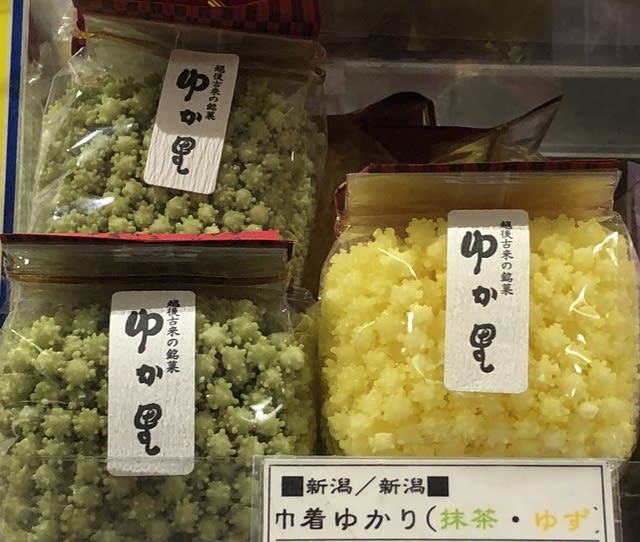 越後古来の銘菓
ゆか里
越後古来の銘菓
ゆか里
越後古来の銘菓
ゆか里
■新潟／新潟■
巾着ゆかり(抹茶・ゆず)